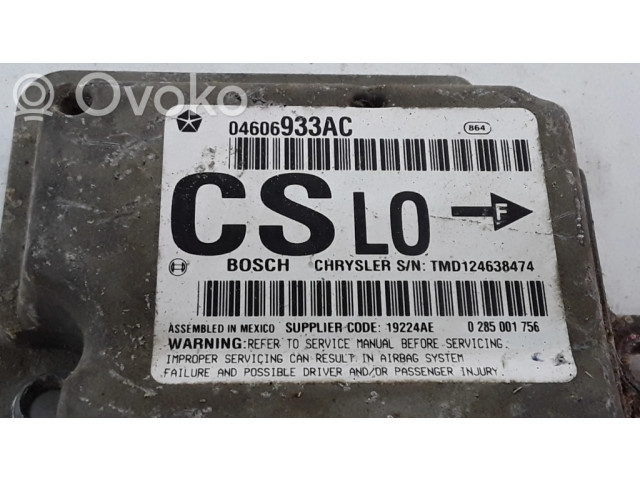 Ovoko
04606933AC
864
CS LO F
BOSCH CHRYSLER S/N: TMD124638474
ASSEMBLED IN MEXICO SUPPLIER CODE: 19224AE 0 285 001 756
WARNING: REFER TO SERVICE MANUAL BEFORE SERVICING.
IMPROPER SERVICING CAN RESULT IN AIRBAG SYSTEM
FAILURE AND POSSIBLE DRIVER AND/OR PASSENGER INJURY.